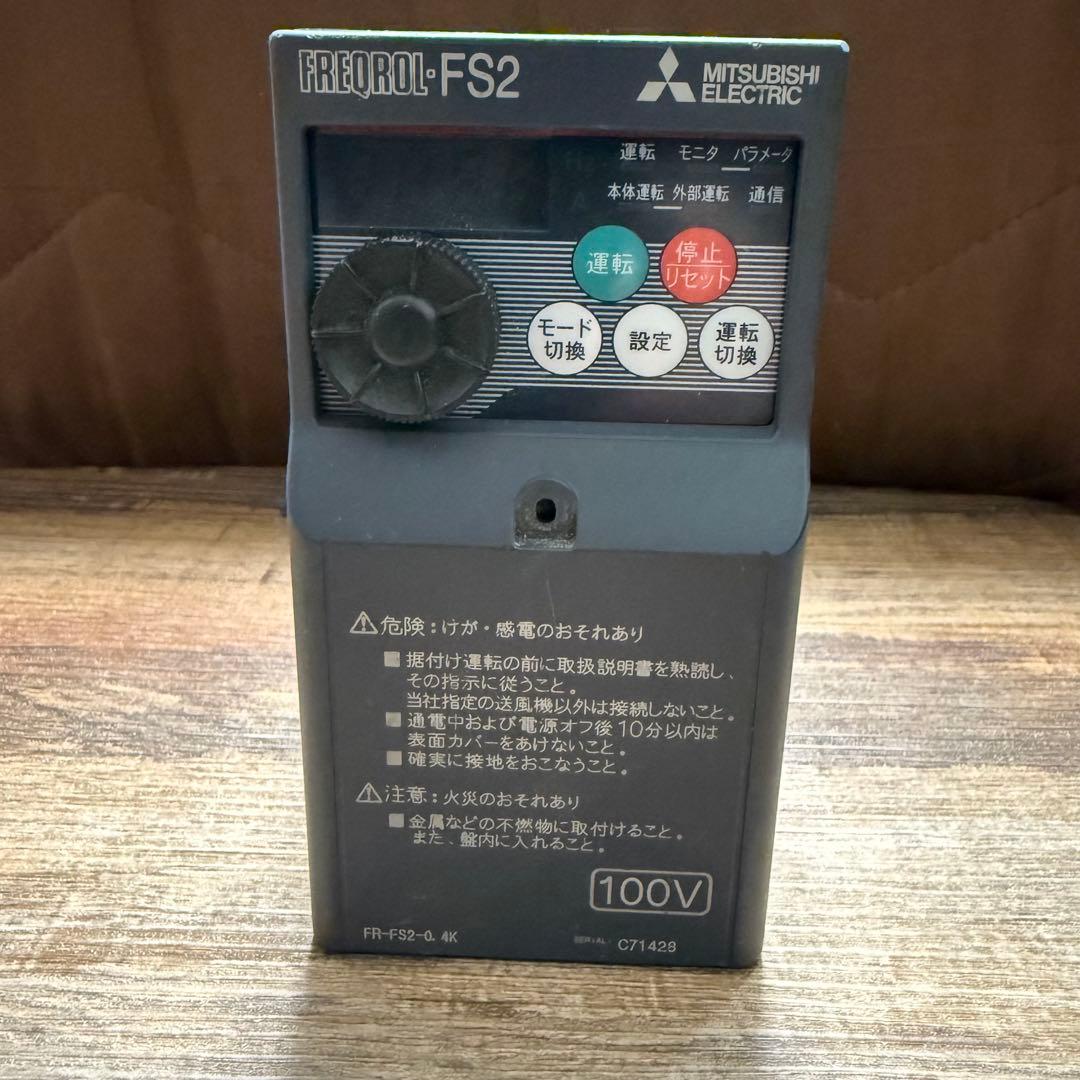 FREQROL-FS2
MITSUBISHI
ELECTRIC
運転 モニタ パラメータ
本体運転 外部運転 通信
運転
停止
リセット
モード
切換
設定
運転
切換
⚠危険:けが・感電のおそれあり
■据付け運転の前に取扱説明書を熟読し、
その指示に従うこと。
当社指定の送風機以外は接続しないこと。
■通電中および電源オフ後10分以内は
表面カバーをあけないこと。
■確実に接地をおこなうこと。
⚠注意:火災のおそれあり
■金属などの不燃物に取付けること。
また、盤内に入れること。
100V
FR-FS2-0.4K
SERIAL C71428